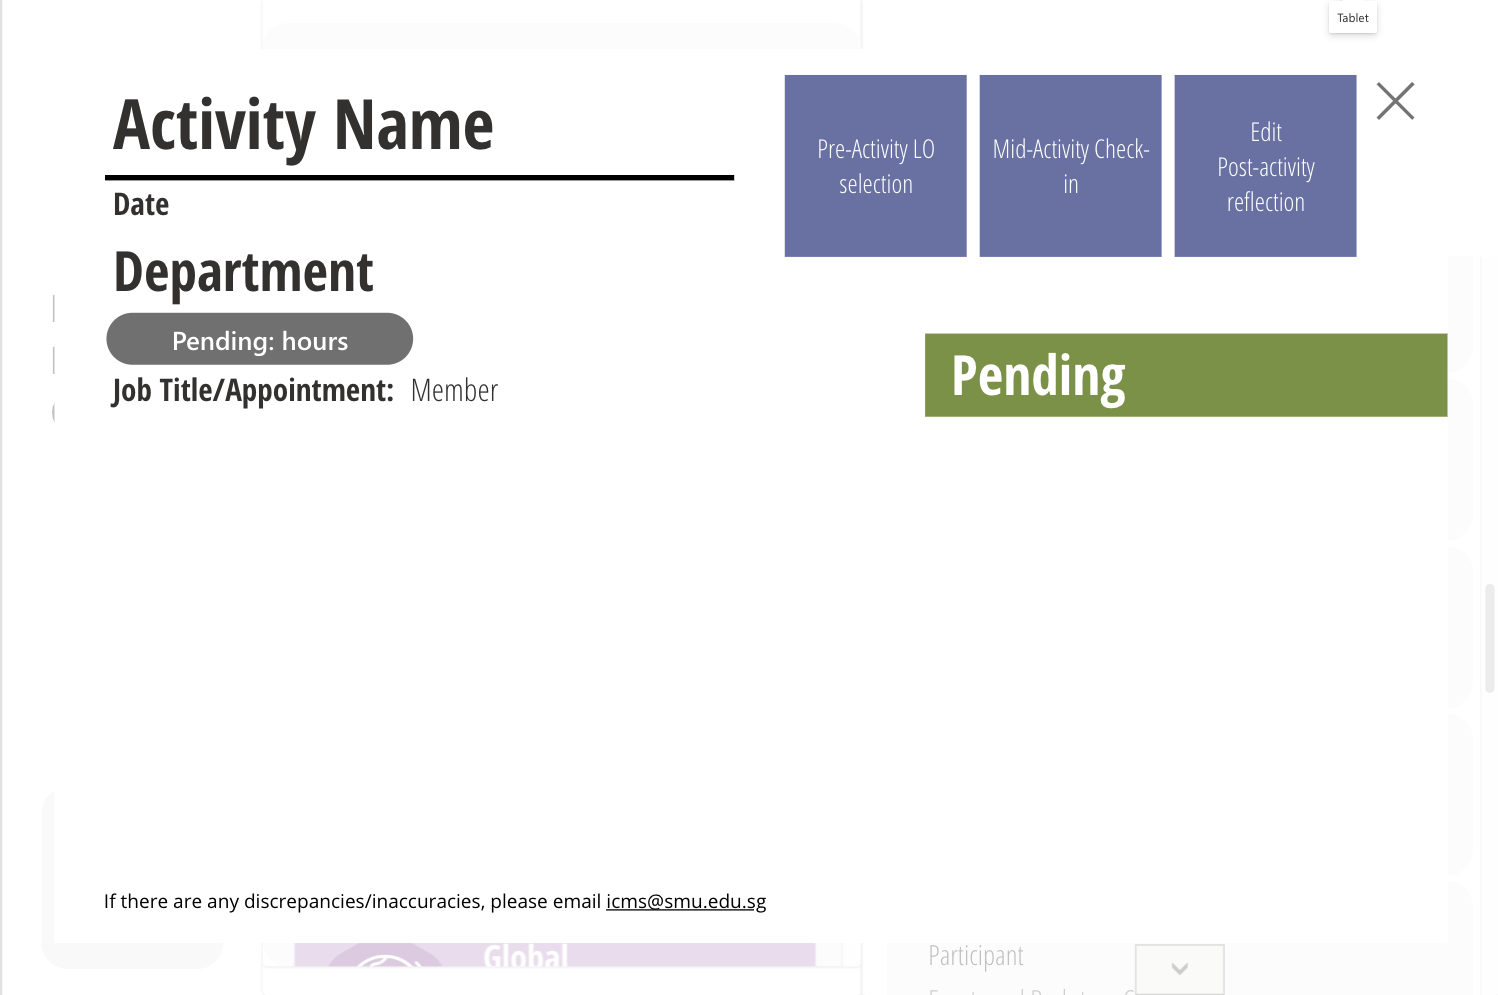 Tablet
Activity Name
Pre-Activity LO
selection
Mid-Activity Check-
in
Edit
Post-activity
reflection
Date
Department
Pending: hours
Job Title/Appointment: Member
Pending
If there are any discrepancies/inaccuracies, please email icms@smu.edu.sg
Global
Participant